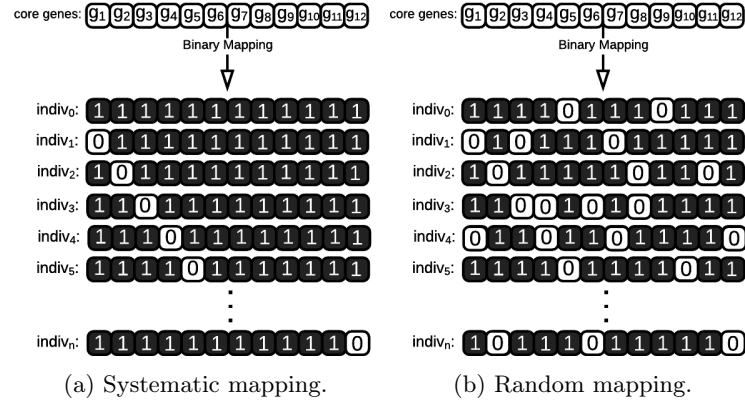 core genes: g1 g2 g3 g4 g5 g6 g7 g8 g9 g10 g11 g12
Binary Mapping
indiv0: 1 1 1 1 1 1 1 1 1 1 1 1
indiv1: 0 1 1 1 1 1 1 1 1 1 1 1
indiv2: 1 0 1 1 1 1 1 1 1 1 1 1
indiv3: 1 1 0 1 1 1 1 1 1 1 1 1
indiv4: 1 1 1 0 1 1 1 1 1 1 1 1
indiv5: 1 1 1 1 0 1 1 1 1 1 1 1
indivn: 1 1 1 1 1 1 1 1 1 1 1 0
(a) Systematic mapping.
core genes: g1 g2 g3 g4 g5 g6 g7 g8 g9 g10 g11 g12
Binary Mapping
indiv0: 1 1 1 1 0 1 1 1 0 1 1 1
indiv1: 0 1 0 1 1 1 0 1 1 1 1 1
indiv2: 1 0 1 1 1 1 1 0 1 1 0 1
indiv3: 1 1 0 0 1 0 1 0 1 1 1 1
indiv4: 0 1 1 0 1 1 0 1 1 1 1 0
indiv5: 1 1 1 1 0 1 1 1 1 0 1 1
indivn: 1 0 1 1 1 0 1 1 1 1 1 0
(b) Random mapping.